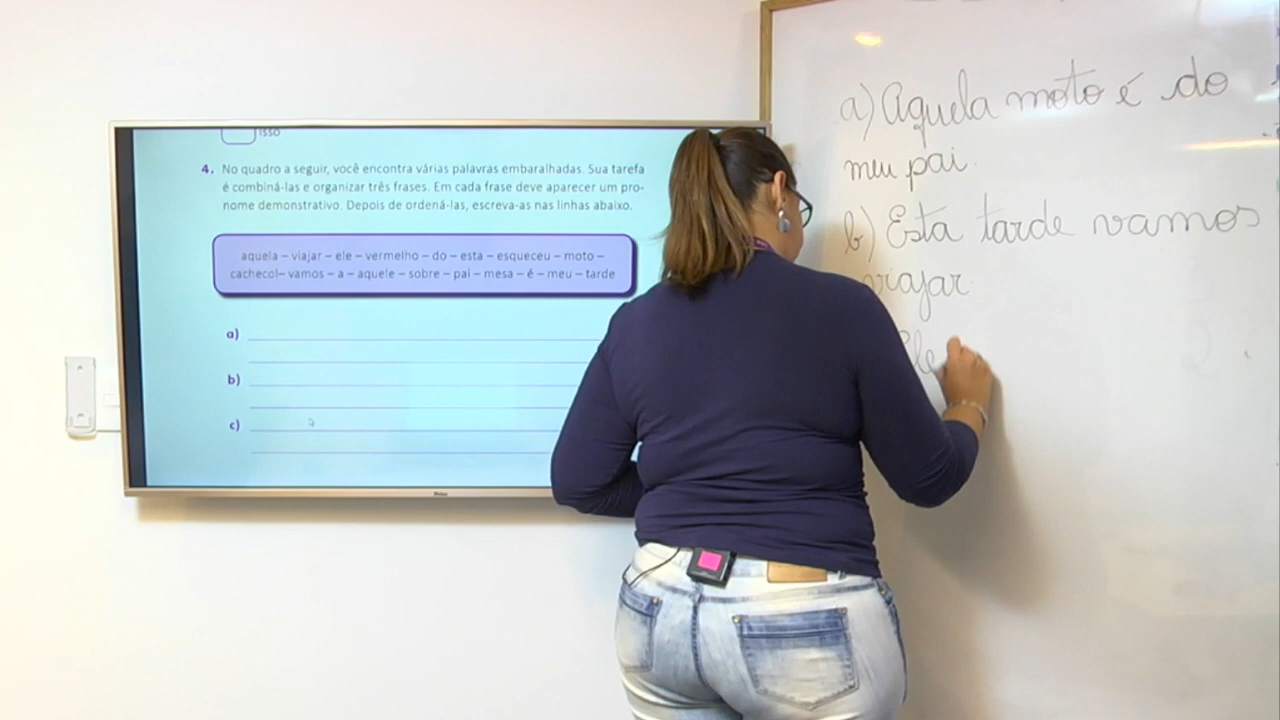 isso
4. No quadro a seguir, você encontra várias palavras embaralhadas. Sua tarefa
é combiná-las e organizar três frases. Em cada frase deve aparecer um pro-
nome demonstrativo. Depois de ordená-las, escreva-as nas linhas abaixo.
aquela – viajar – ele – vermelho – do – esta – esqueceu – moto –
cachecol– vamos – a – aquele – sobre – pai – mesa – é – meu – tarde
a)
b)
c)
a) Aquela moto é do
meu pai.
b) Esta tarde vamos
viajar.
Ele